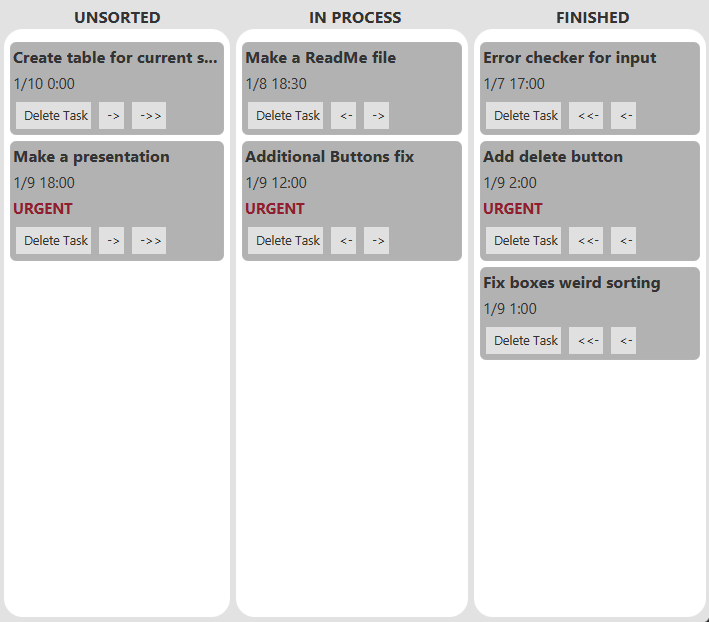 UNSORTED
Create table for current s...
1/10 0:00
Delete Task -> ->>
Make a presentation
1/9 18:00
URGENT
Delete Task -> ->>
IN PROCESS
Make a ReadMe file
1/8 18:30
Delete Task <- ->
Additional Buttons fix
1/9 12:00
URGENT
Delete Task <- ->
FINISHED
Error checker for input
1/7 17:00
Delete Task <<- <-
Add delete button
1/9 2:00
URGENT
Delete Task <<- <-
Fix boxes weird sorting
1/9 1:00
Delete Task <<- <-